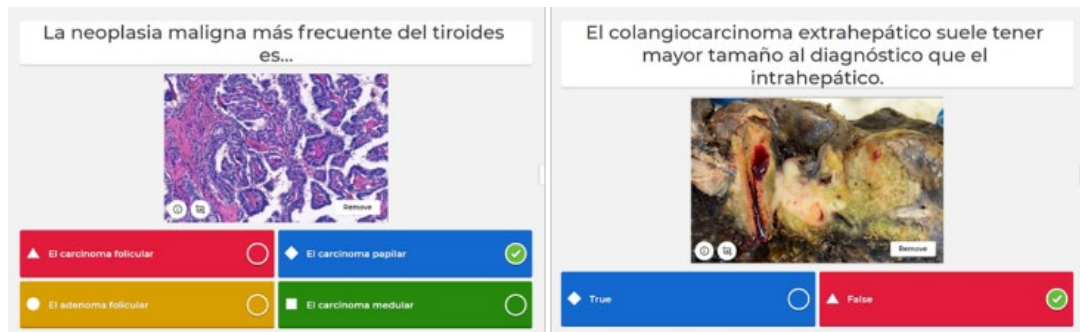 La neoplasia maligna más frecuente del tiroides
es...
Remove
El carcinoma folicular
El carcinoma papilar
El adenoma folicular
El carcinoma medular
El colangiocarcinoma extrahepático suele tener
mayor tamaño al diagnóstico que el
intrahepático.
Remove
True
False